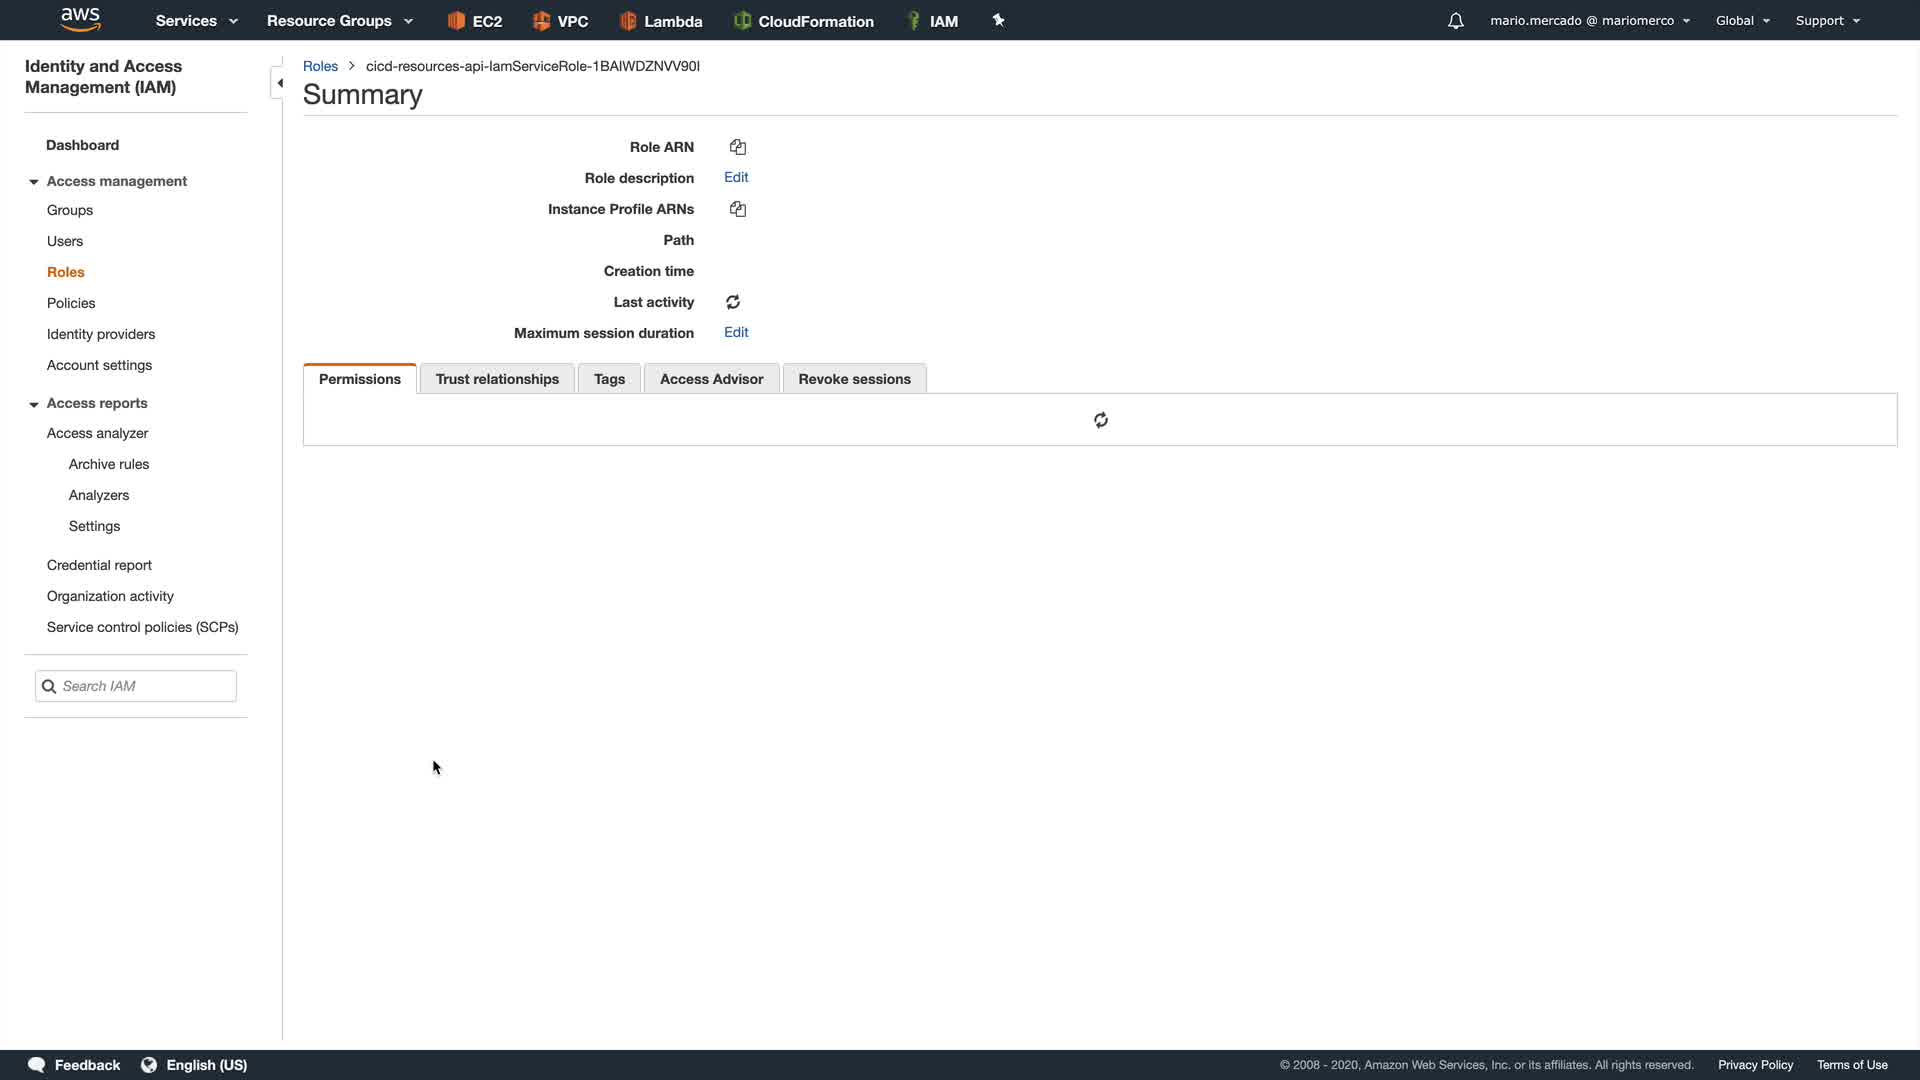 aws Services Resource Groups EC2 VPC Lambda CloudFormation IAM mario.mercado @ mariomerco Global Support
Identity and Access
Management (IAM)
Dashboard
Access management
Groups
Users
Roles
Policies
Identity providers
Account settings
Access reports
Access analyzer
Archive rules
Analyzers
Settings
Credential report
Organization activity
Service control policies (SCPs)
Search IAM
Roles > cicd-resources-api-IamServiceRole-1BAIWDZNVV90I
Summary
Role ARN
Role description Edit
Instance Profile ARNs
Path
Creation time
Last activity
Maximum session duration Edit
Permissions Trust relationships Tags Access Advisor Revoke sessions
Feedback English (US) © 2008 - 2020, Amazon Web Services, Inc. or its affiliates. All rights reserved. Privacy Policy Terms of Use